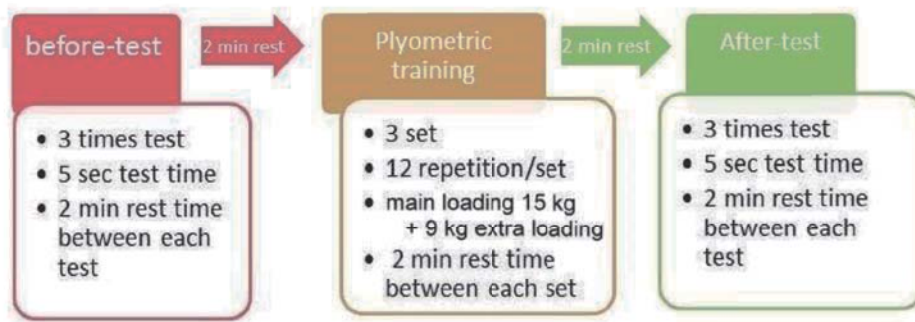 before-test
2 min rest
Plyometric
training
2 min rest
After-test
• 3 times test
• 5 sec test time
• 2 min rest time
between each
test
• 3 set
• 12 repetition/set
• main loading 15 kg
+ 9 kg extra loading
• 2 min rest time
between each set
• 3 times test
• 5 sec test time
• 2 min rest time
between each
test